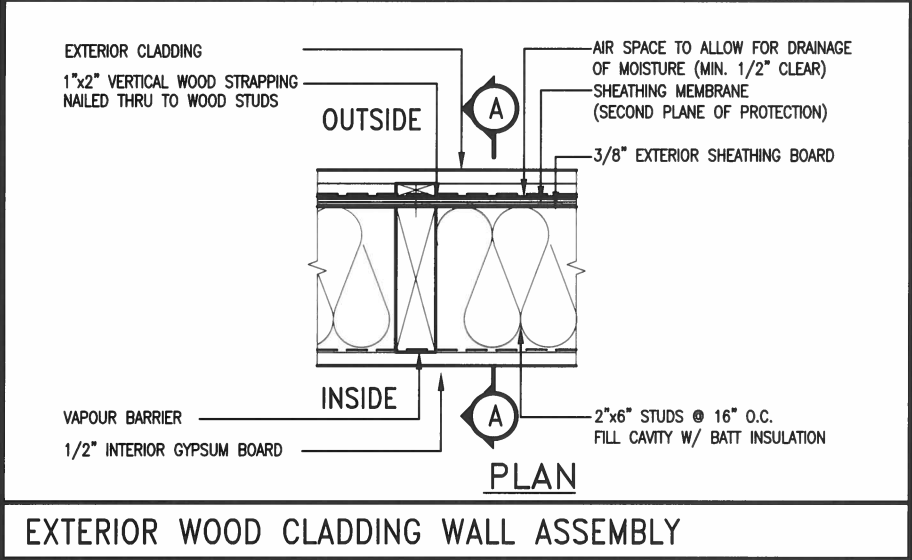 EXTERIOR CLADDING
1"x2" VERTICAL WOOD STRAPPING
NAILED THRU TO WOOD STUDS
OUTSIDE
A
AIR SPACE TO ALLOW FOR DRAINAGE
OF MOISTURE (MIN. 1/2" CLEAR)
SHEATHING MEMBRANE
(SECOND PLANE OF PROTECTION)
3/8" EXTERIOR SHEATHING BOARD
INSIDE
A
VAPOUR BARRIER
1/2" INTERIOR GYPSUM BOARD
2"x6" STUDS @ 16" O.C.
FILL CAVITY W/ BATT INSULATION
PLAN
EXTERIOR WOOD CLADDING WALL ASSEMBLY